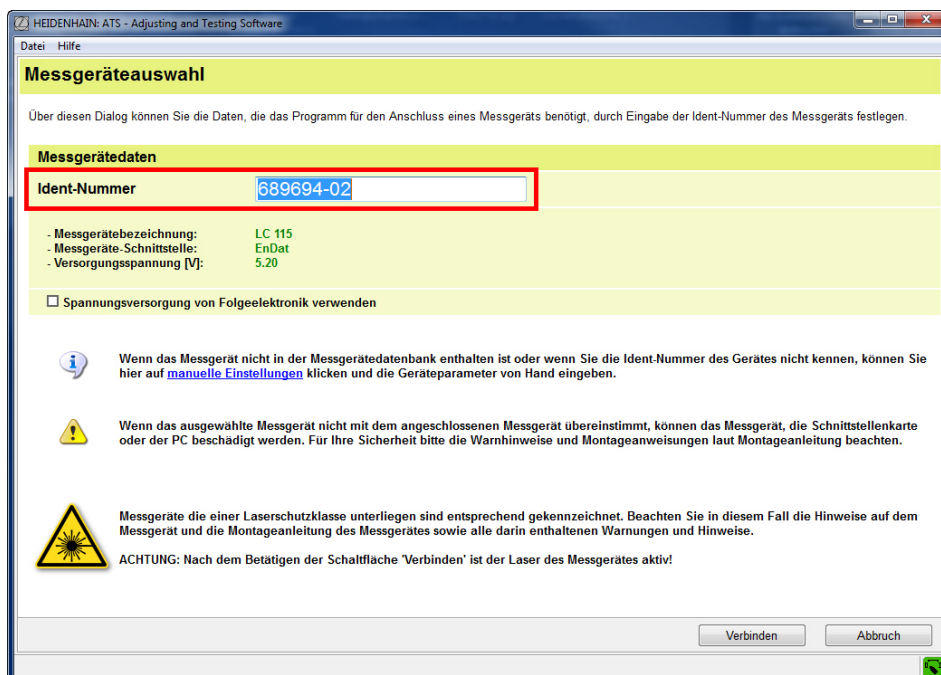 HEIDENHAIN: ATS - Adjusting and Testing Software
Datei Hilfe
Messgeräteauswahl
Über diesen Dialog können Sie die Daten, die das Programm für den Anschluss eines Messgeräts benötigt, durch Eingabe der Ident-Nummer des Messgeräts festlegen.
Messgerätedaten
Ident-Nummer 689694-02
- Messgerätebezeichnung: LC 115
- Messgeräte-Schnittstelle: EnDat
- Versorgungsspannung [V]: 5.20
Spannungsversorgung von Folgeelektronik verwenden
Wenn das Messgerät nicht in der Messgerätedatenbank enthalten ist oder wenn Sie die Ident-Nummer des Gerätes nicht kennen, können Sie
hier auf manuelle Einstellungen klicken und die Geräteparameter von Hand eingeben.
Wenn das ausgewählte Messgerät nicht mit dem angeschlossenen Messgerät übereinstimmt, können das Messgerät, die Schnittstellenkarte
oder der PC beschädigt werden. Für Ihre Sicherheit bitte die Warnhinweise und Montageanweisungen laut Montageanleitung beachten.
Messgeräte die einer Laserschutzklasse unterliegen sind entsprechend gekennzeichnet. Beachten Sie in diesem Fall die Hinweise auf dem
Messgerät und die Montageanleitung des Messgerätes sowie alle darin enthaltenen Warnungen und Hinweise.
ACHTUNG: Nach dem Betätigen der Schaltfläche 'Verbinden' ist der Laser des Messgerätes aktiv!
Verbinden Abbruch